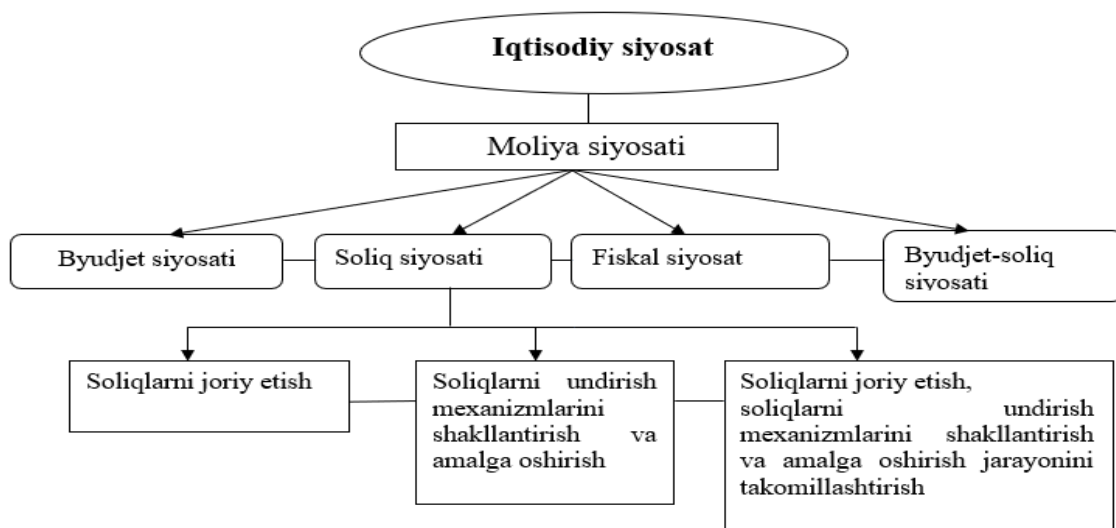 Iqtisodiy siyosat
Moliya siyosati
Byudjet siyosati
Soliq siyosati
Fiskal siyosat
Byudjet-soliq
siyosati
Soliqlarni joriy etish
Soliqlarni undirish
mexanizmlarini
shakllantirish va
amalga oshirish
Soliqlarni joriy etish,
soliqlarni undirish
mexanizmlarini shakllantirish
va amalga oshirish jarayonini
takomillashtirish